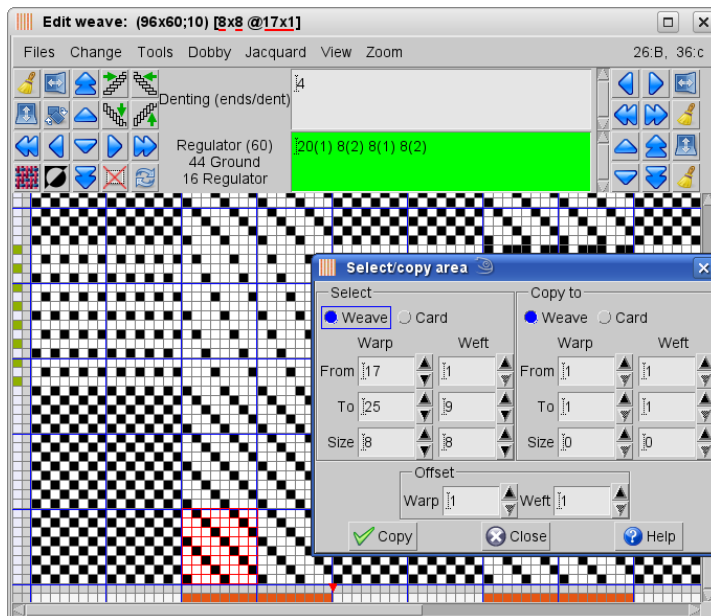 Edit weave: (96x60;10) [8x8 @17x1]
Files Change Tools Dobby Jacquard View Zoom 26:B, 36:c
Denting (ends/dent) 4
Regulator (60) 20(1) 8(2) 8(1) 8(2)
44 Ground
16 Regulator
Select/copy area
Select Copy to
Weave Card Weave Card
Warp Weft Warp Weft
From 17 1 From 1 1
To 25 9 To 1 1
Size 8 8 Size 0 0
Offset
Warp 1 Weft 1
Copy Close Help